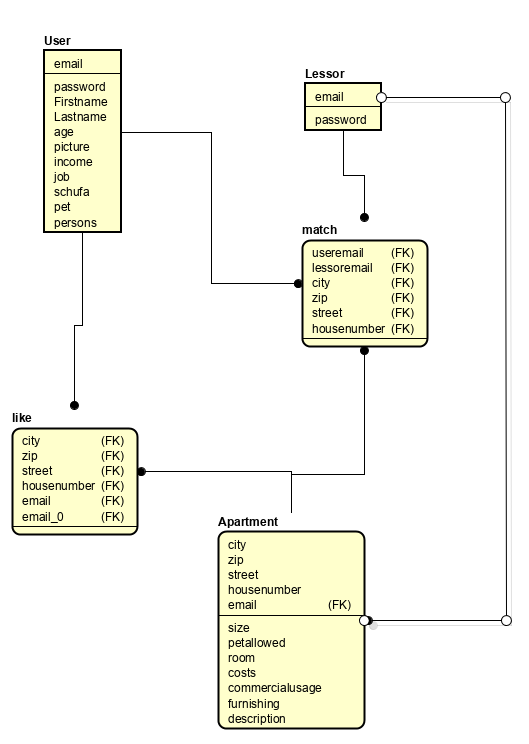 User
email
password
Firstname
Lastname
age
picture
income
job
schufa
pet
persons
Lessor
email
password
match
useremail (FK)
lessoremail (FK)
city (FK)
zip (FK)
street (FK)
housenumber (FK)
like
city (FK)
zip (FK)
street (FK)
housenumber (FK)
email (FK)
email_0 (FK)
Apartment
city
zip
street
housenumber
email (FK)
size
petallowed
room
costs
commercialusage
furnishing
description